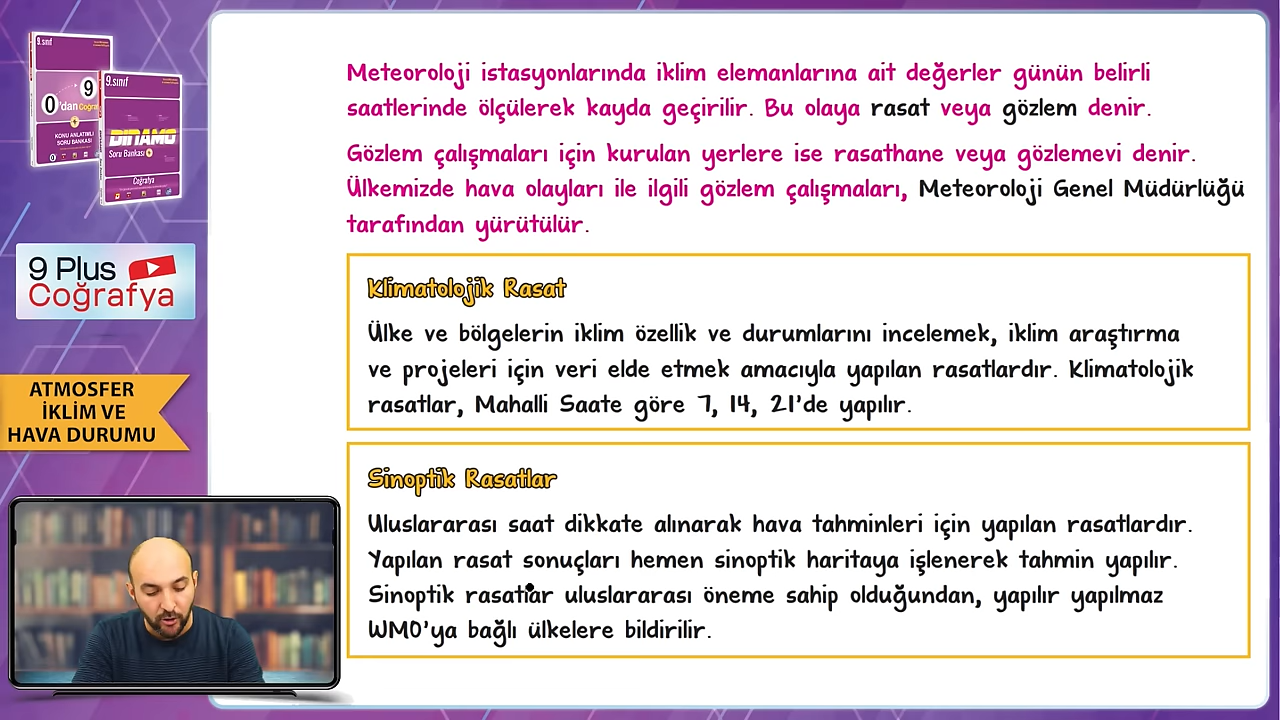 Meteoroloji istasyonlarında iklim elemanlarına ait değerler günün belirli
saatlerinde ölçülerek kayda geçirilir. Bu olaya rasat veya gözlem denir.
Gözlem çalışmaları için kurulan yerlere ise rasathane veya gözlemevi denir.
Ülkemizde hava olayları ile ilgili gözlem çalışmaları, Meteoroloji Genel Müdürlüğü
tarafından yürütülür.
Klimatolojik Rasat
Ülke ve bölgelerin iklim özellik ve durumlarını incelemek, iklim araştırma
ve projeleri için veri elde etmek amacıyla yapılan rasatlardır. Klimatolojik
rasatlar, Mahalli Saate göre 7, 14, 21'de yapılır.
Sinoptik Rasatlar
Uluslararası saat dikkate alınarak hava tahminleri için yapılan rasatlardır.
Yapılan rasat sonuçları hemen sinoptik haritaya işlenerek tahmin yapılır.
Sinoptik rasatlar uluslararası öneme sahip olduğundan, yapılır yapılmaz
WMO'ya bağlı ülkelere bildirilir.
9.sınıf
0'dan
9
KONU ANLATIMLI
SORU BANKASI
9.sınıf
DİNAMO
Soru Bankası
Coğrafya
9 Plus
Coğrafya
ATMOSFER
İKLİM VE
HAVA DURUMU